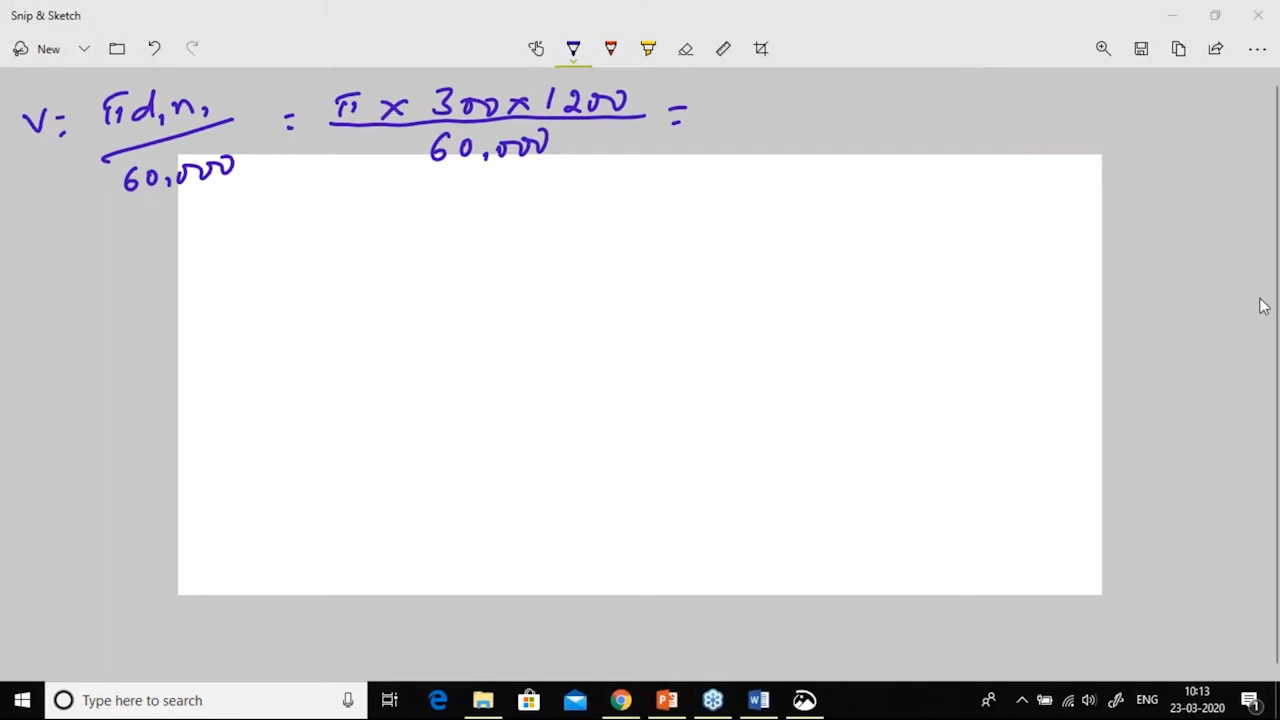 Snip & Sketch
New
V = πd₁n₁ / 60,000 = π × 300 × 1200 / 60,000 =
Type here to search
ENG
10:13
23-03-2020
1